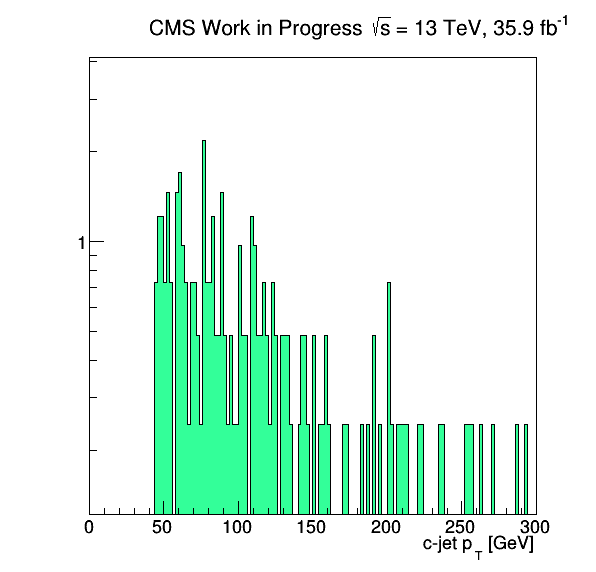 CMS Work in Progress √s = 13 TeV, 35.9 fb⁻¹
1
0 50 100 150 200 250 300
c-jet p_T [GeV]